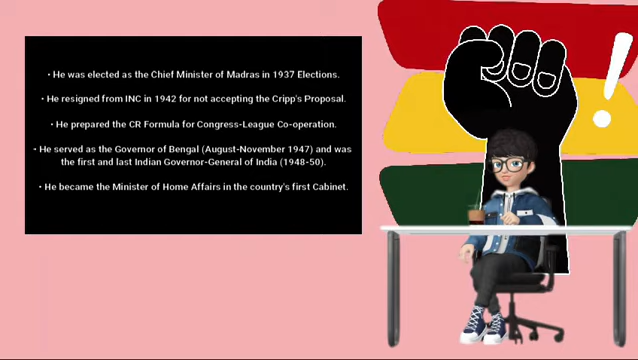 • He was elected as the Chief Minister of Madras in 1937 Elections.
• He resigned from INC in 1942 for not accepting the Cripp's Proposal.
• He prepared the CR Formula for Congress-League Co-operation.
• He served as the Governor of Bengal (August-November 1947) and was
the first and last Indian Governor-General of India (1948-50).
• He became the Minister of Home Affairs in the country's first Cabinet.